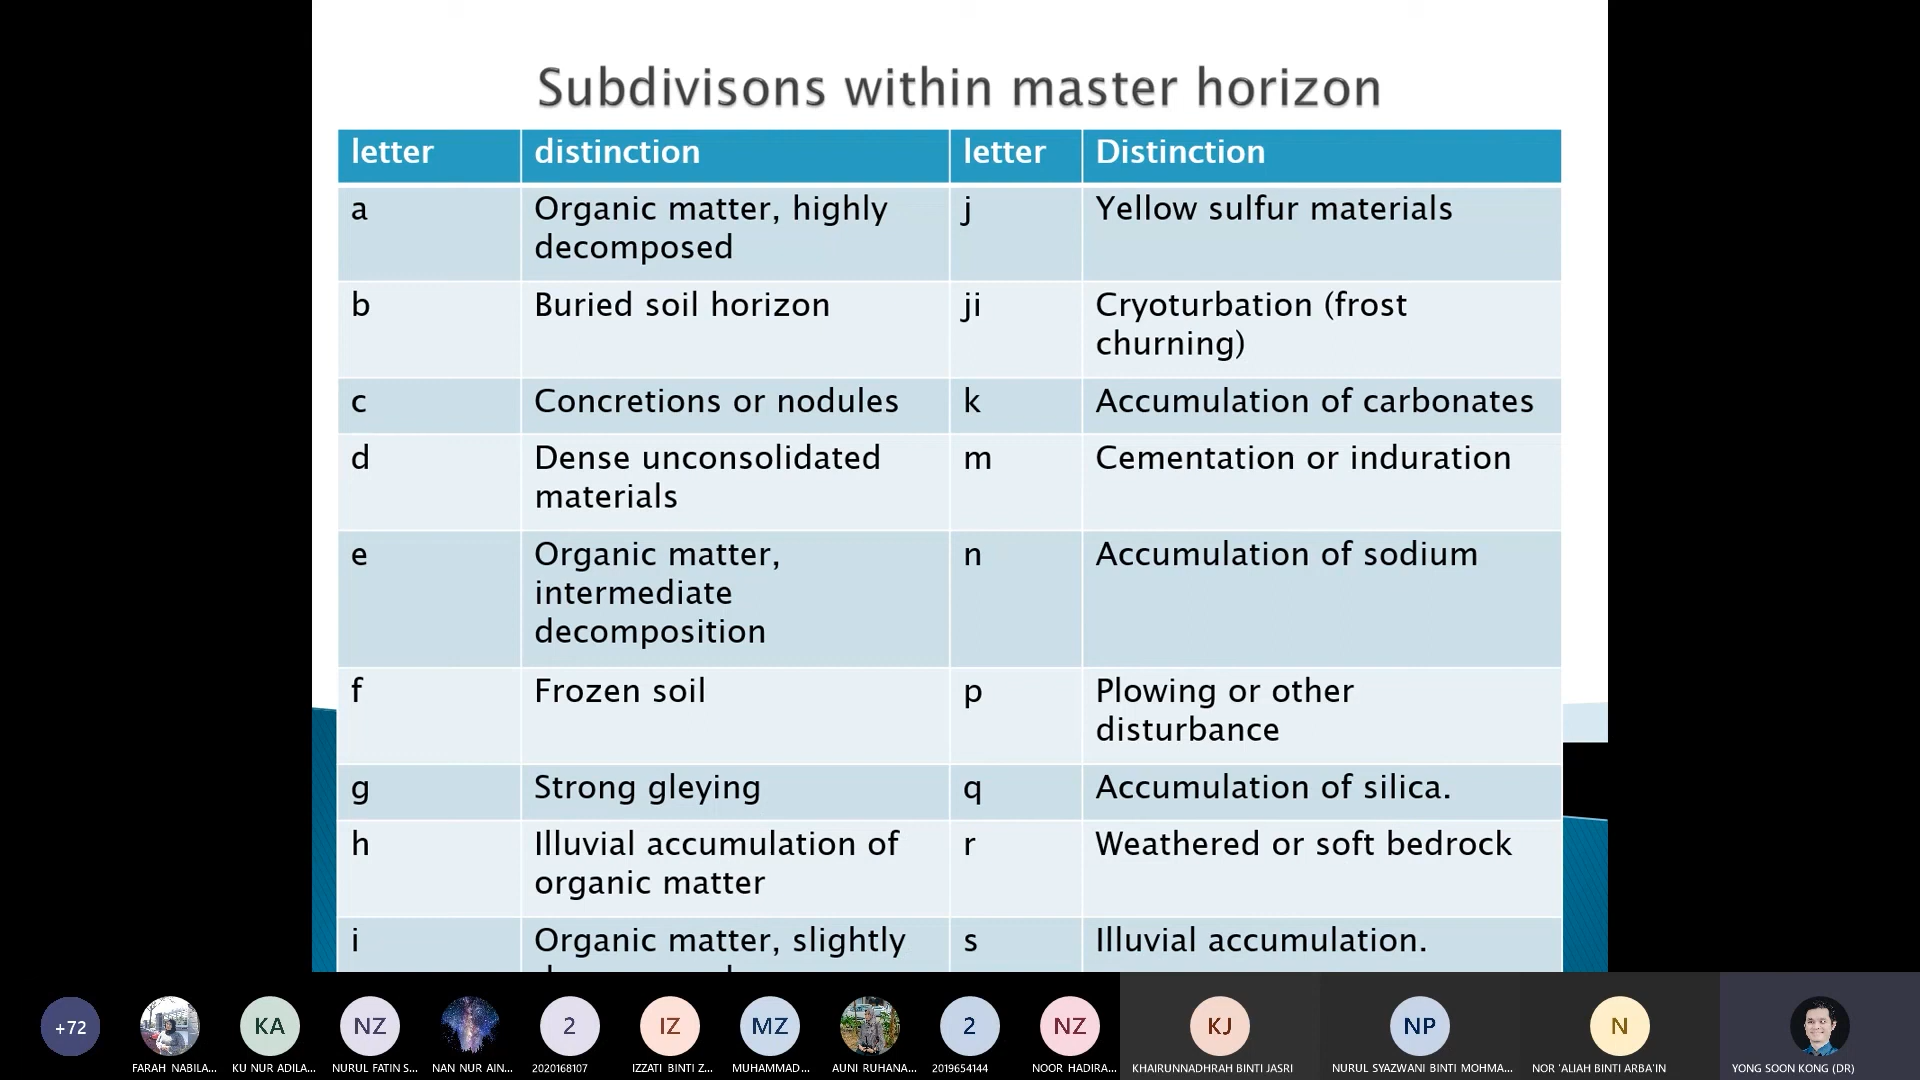 Subdivisons within master horizon
letter distinction letter Distinction
a Organic matter, highly j Yellow sulfur materials
decomposed
b Buried soil horizon ji Cryoturbation (frost
churning)
c Concretions or nodules k Accumulation of carbonates
d Dense unconsolidated m Cementation or induration
materials
e Organic matter, n Accumulation of sodium
intermediate
decomposition
f Frozen soil p Plowing or other
disturbance
g Strong gleying q Accumulation of silica.
h Illuvial accumulation of r Weathered or soft bedrock
organic matter
i Organic matter, slightly s Illuvial accumulation.
+72 KA NZ 2 IZ MZ 2 NZ KJ NP N
FARAH NABILA... KU NUR ADILA... NURUL FATIN S... NAN NUR AIN... 2020168107 IZZATI BINTI Z... MUHAMMAD... AUNI RUHANA... 2019654144 NOOR HADIRA... KHAIRUNNADHRAH BINTI JASRI NURUL SYAZWANI BINTI MOHMA... NOR 'ALIAH BINTI ARBA'IN YONG SOON KONG (DR)